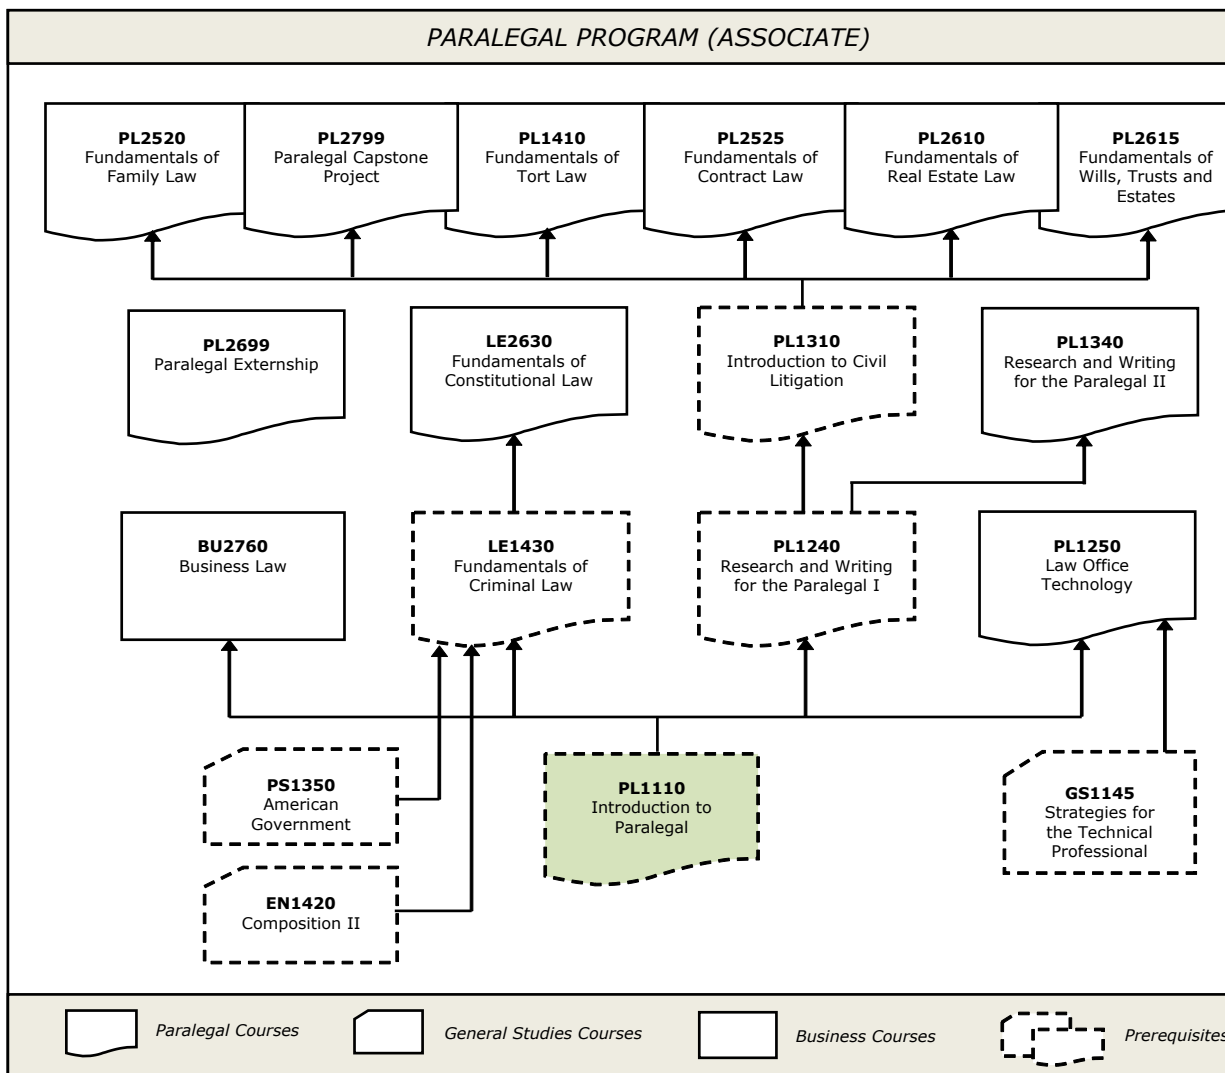 PARALEGAL PROGRAM (ASSOCIATE)
PL2520
Fundamentals of
Family Law
PL2799
Paralegal Capstone
Project
PL1410
Fundamentals of
Tort Law
PL2525
Fundamentals of
Contract Law
PL2610
Fundamentals of
Real Estate Law
PL2615
Fundamentals of
Wills, Trusts and
Estates
PL2699
Paralegal Externship
LE2630
Fundamentals of
Constitutional Law
PL1310
Introduction to Civil
Litigation
PL1340
Research and Writing
for the Paralegal II
BU2760
Business Law
LE1430
Fundamentals of
Criminal Law
PL1240
Research and Writing
for the Paralegal I
PL1250
Law Office
Technology
PS1350
American
Government
PL1110
Introduction to
Paralegal
GS1145
Strategies for
the Technical
Professional
EN1420
Composition II
Paralegal Courses
General Studies Courses
Business Courses
Prerequisites